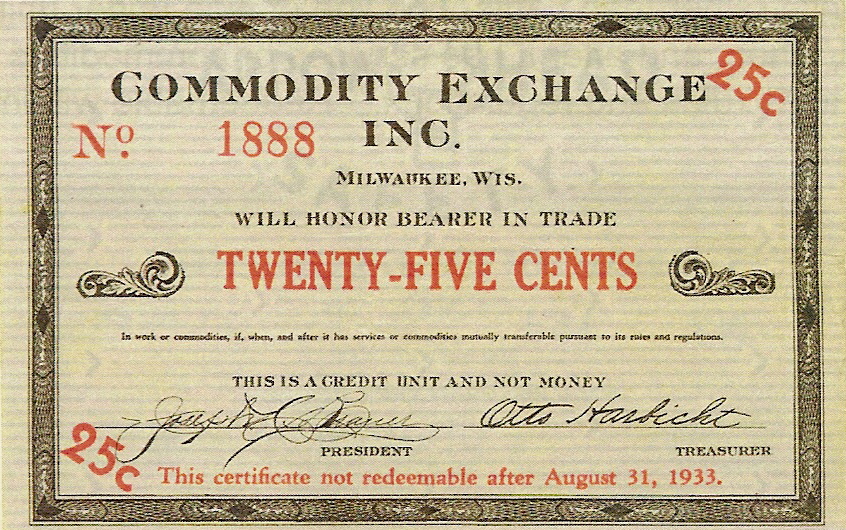 COMMODITY EXCHANGE 25c
No. 1888 INC.
MILWAUKEE, WIS.
WILL HONOR BEARER IN TRADE
TWENTY-FIVE CENTS
In work or commodities, if, when, and after it has services or commodities mutually transferable pursuant to its rules and regulations.
THIS IS A CREDIT UNIT AND NOT MONEY
Otto Harbicht
PRESIDENT TREASURER
25c This certificate not redeemable after August 31, 1933.